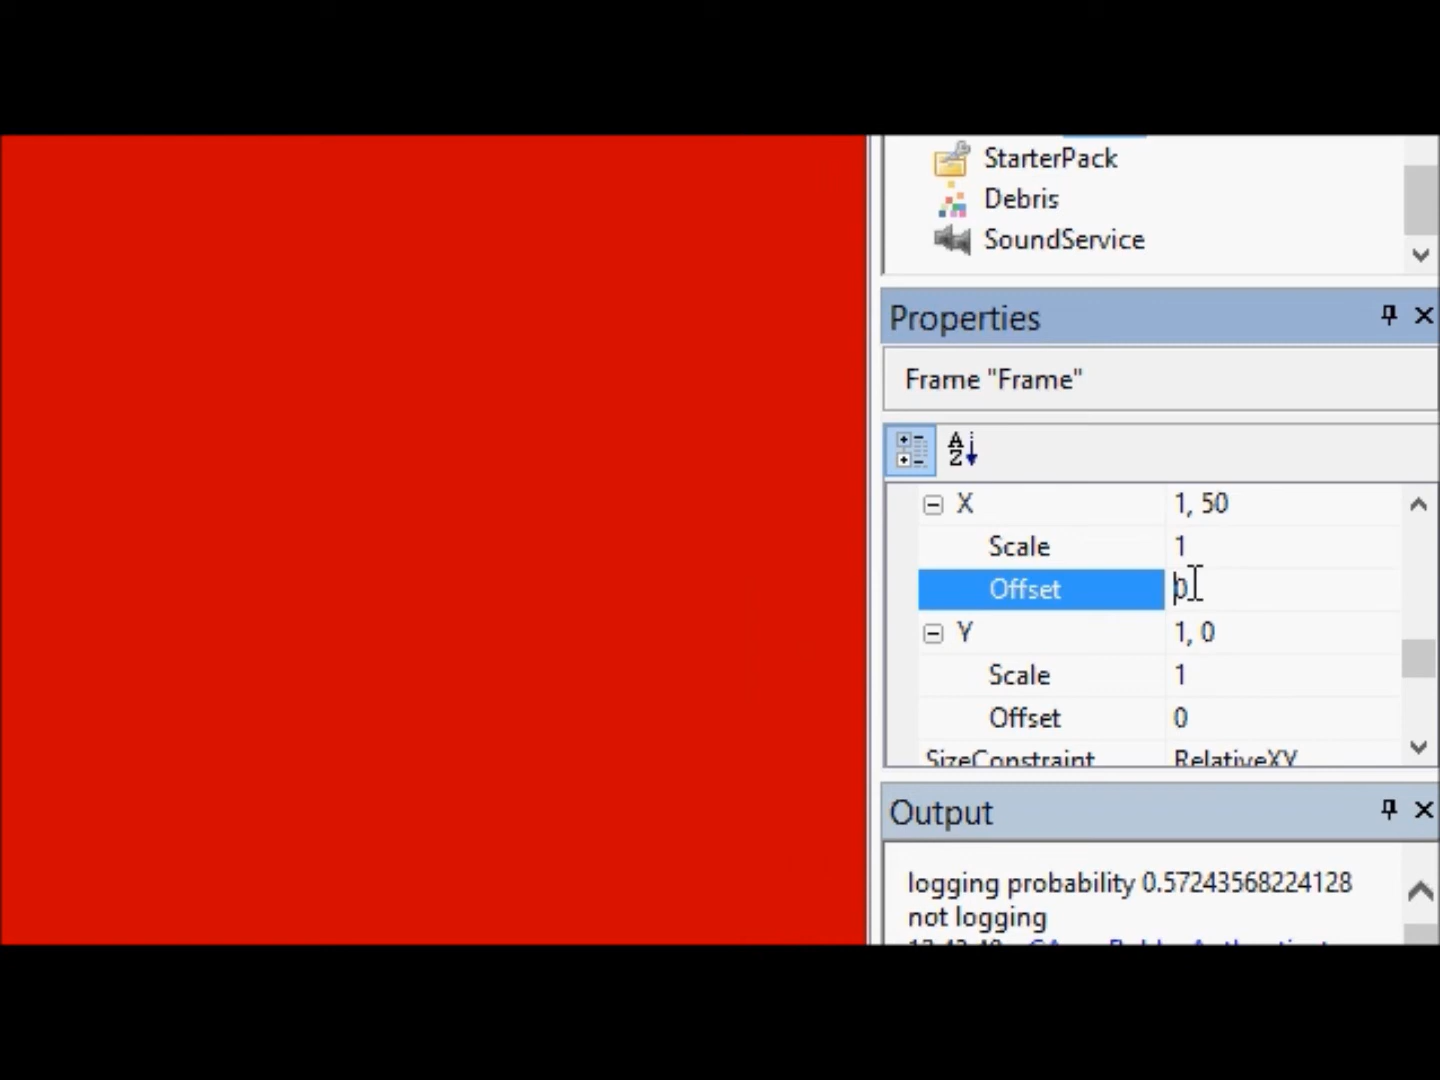 StarterPack
Debris
SoundService
Properties
Frame "Frame"
X 1, 50
Scale 1
Offset 0
Y 1, 0
Scale 1
Offset 0
SizeConstraint RelativeXY
Output
logging probability 0.57243568224128
not logging